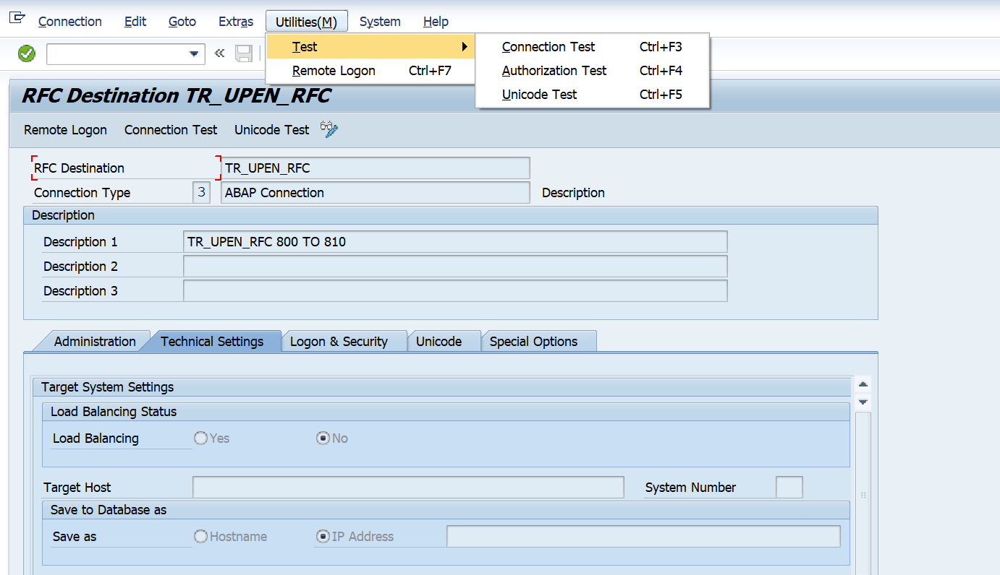 Connection Edit Goto Extras Utilities(M) System Help
Test Connection Test Ctrl+F3
Remote Logon Ctrl+F7 Authorization Test Ctrl+F4
Unicode Test Ctrl+F5
RFC Destination TR_UPEN_RFC
Remote Logon Connection Test Unicode Test
RFC Destination TR_UPEN_RFC
Connection Type 3 ABAP Connection Description
Description
Description 1 TR_UPEN_RFC 800 TO 810
Description 2
Description 3
Administration Technical Settings Logon & Security Unicode Special Options
Target System Settings
Load Balancing Status
Load Balancing Yes No
Target Host System Number
Save to Database as
Save as Hostname IP Address